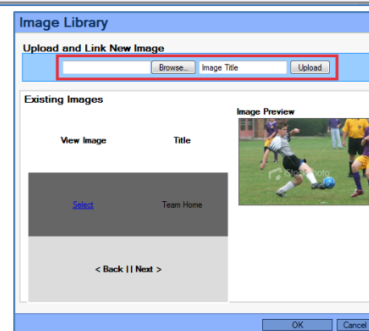 Image Library
Upload and Link New Image
Browse... Image Title Upload
Existing Images
Image Preview
View Image Title
Select Team Home
< Back || Next >
OK Cancel